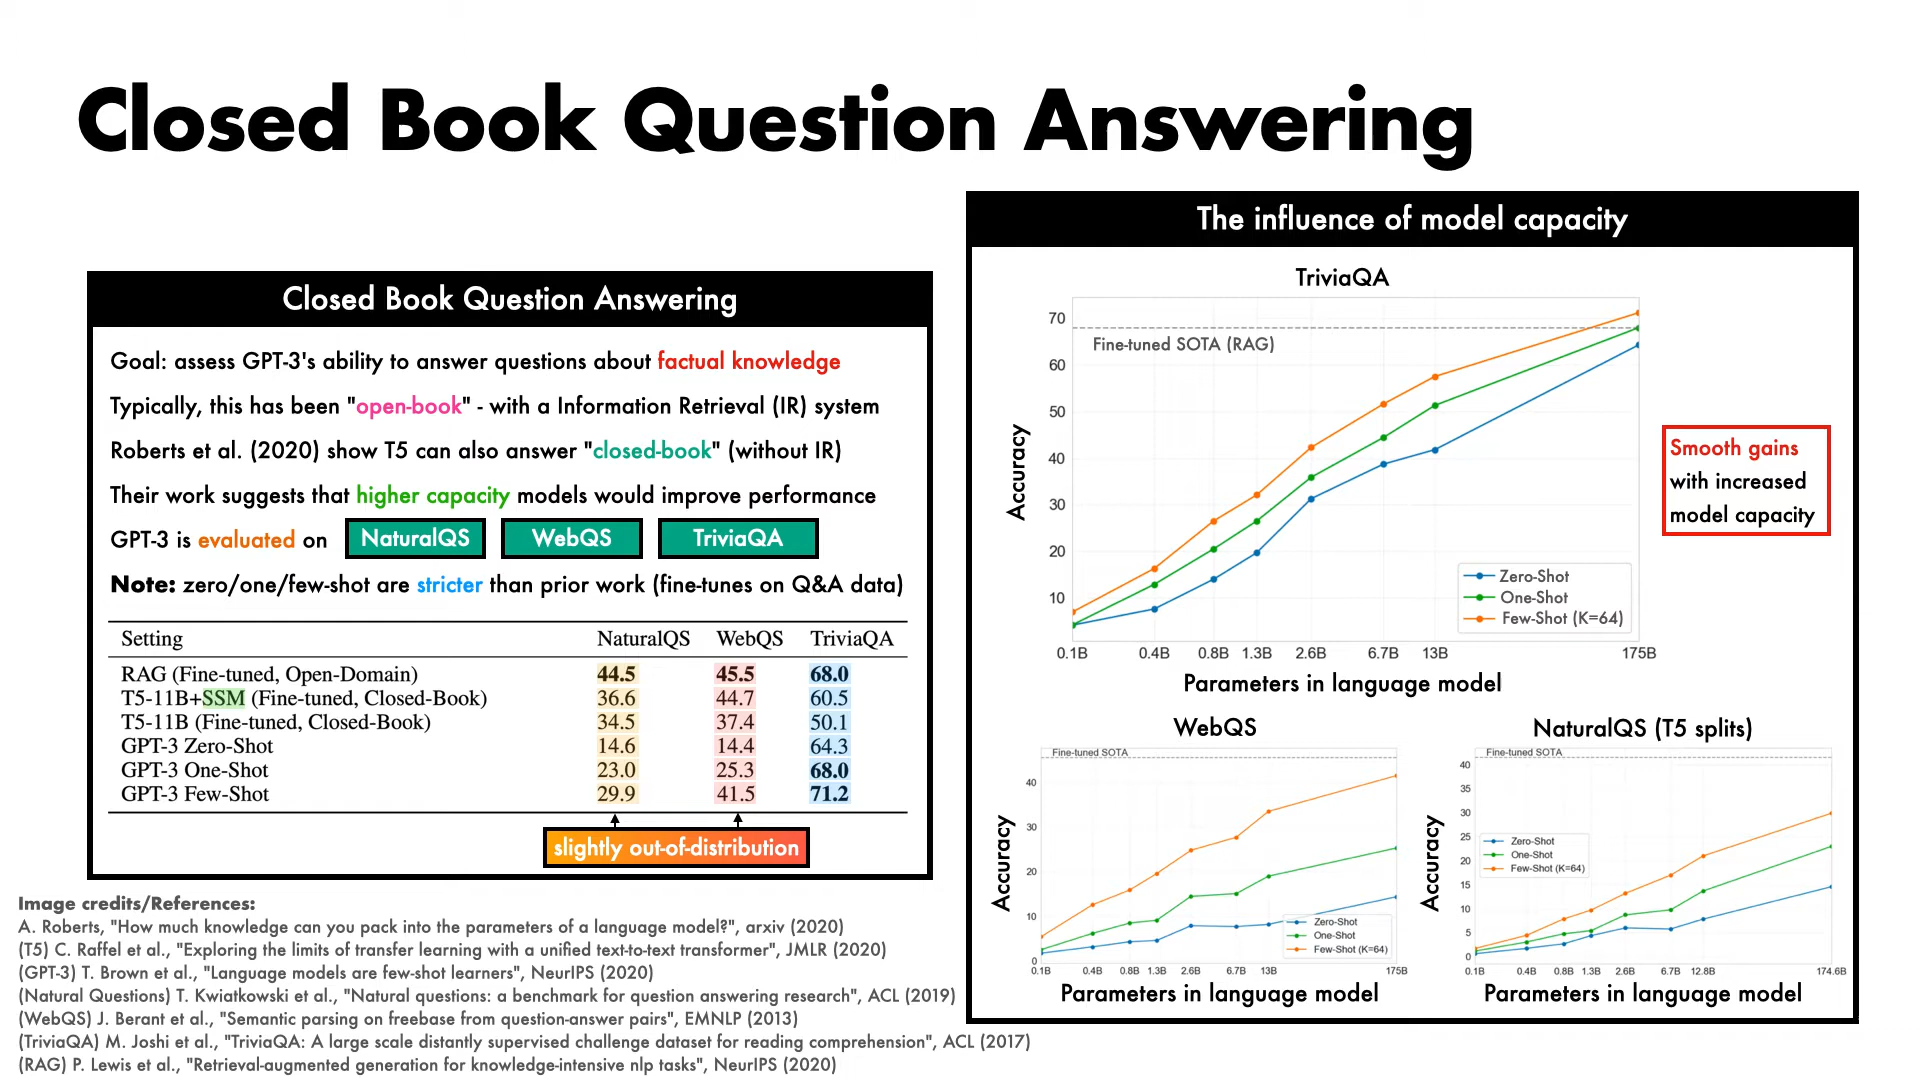 Closed Book Question Answering
Closed Book Question Answering
Goal: assess GPT-3's ability to answer questions about factual knowledge
Typically, this has been "open-book" - with a Information Retrieval (IR) system
Roberts et al. (2020) show T5 can also answer "closed-book" (without IR)
Their work suggests that higher capacity models would improve performance
GPT-3 is evaluated on NaturalQS WebQS TriviaQA
Note: zero/one/few-shot are stricter than prior work (fine-tunes on Q&A data)
Setting NaturalQS WebQS TriviaQA
RAG (Fine-tuned, Open-Domain) 44.5 45.5 68.0
T5-11B+SSM (Fine-tuned, Closed-Book) 36.6 44.7 60.5
T5-11B (Fine-tuned, Closed-Book) 34.5 37.4 50.1
GPT-3 Zero-Shot 14.6 14.4 64.3
GPT-3 One-Shot 23.0 25.3 68.0
GPT-3 Few-Shot 29.9 41.5 71.2
slightly out-of-distribution
The influence of model capacity
TriviaQA
70
Fine-tuned SOTA (RAG)
60
50
40
30
20
10
Accuracy
Zero-Shot
One-Shot
Few-Shot (K=64)
0.1B 0.4B 0.8B 1.3B 2.6B 6.7B 13B 175B
Parameters in language model
Smooth gains
with increased
model capacity
WebQS
Fine-tuned SOTA
40
30
20
10
0
Accuracy
Zero-Shot
One-Shot
Few-Shot (K=64)
0.1B 0.4B 0.8B 1.3B 2.6B 6.7B 13B 175B
Parameters in language model
NaturalQS (T5 splits)
Fine-tuned SOTA
40
35
30
25
20
15
10
5
0
Accuracy
Zero-Shot
One-Shot
Few-Shot (K=64)
0.1B 0.4B 0.8B 1.3B 2.6B 6.7B 12.8B 174.6B
Parameters in language model
Image credits/References:
A. Roberts, "How much knowledge can you pack into the parameters of a language model?", arxiv (2020)
(T5) C. Raffel et al., "Exploring the limits of transfer learning with a unified text-to-text transformer", JMLR (2020)
(GPT-3) T. Brown et al., "Language models are few-shot learners", NeurIPS (2020)
(Natural Questions) T. Kwiatkowski et al., "Natural questions: a benchmark for question answering research", ACL (2019)
(WebQS) J. Berant et al., "Semantic parsing on freebase from question-answer pairs", EMNLP (2013)
(TriviaQA) M. Joshi et al., "TriviaQA: A large scale distantly supervised challenge dataset for reading comprehension", ACL (2017)
(RAG) P. Lewis et al., "Retrieval-augmented generation for knowledge-intensive nlp tasks", NeurIPS (2020)